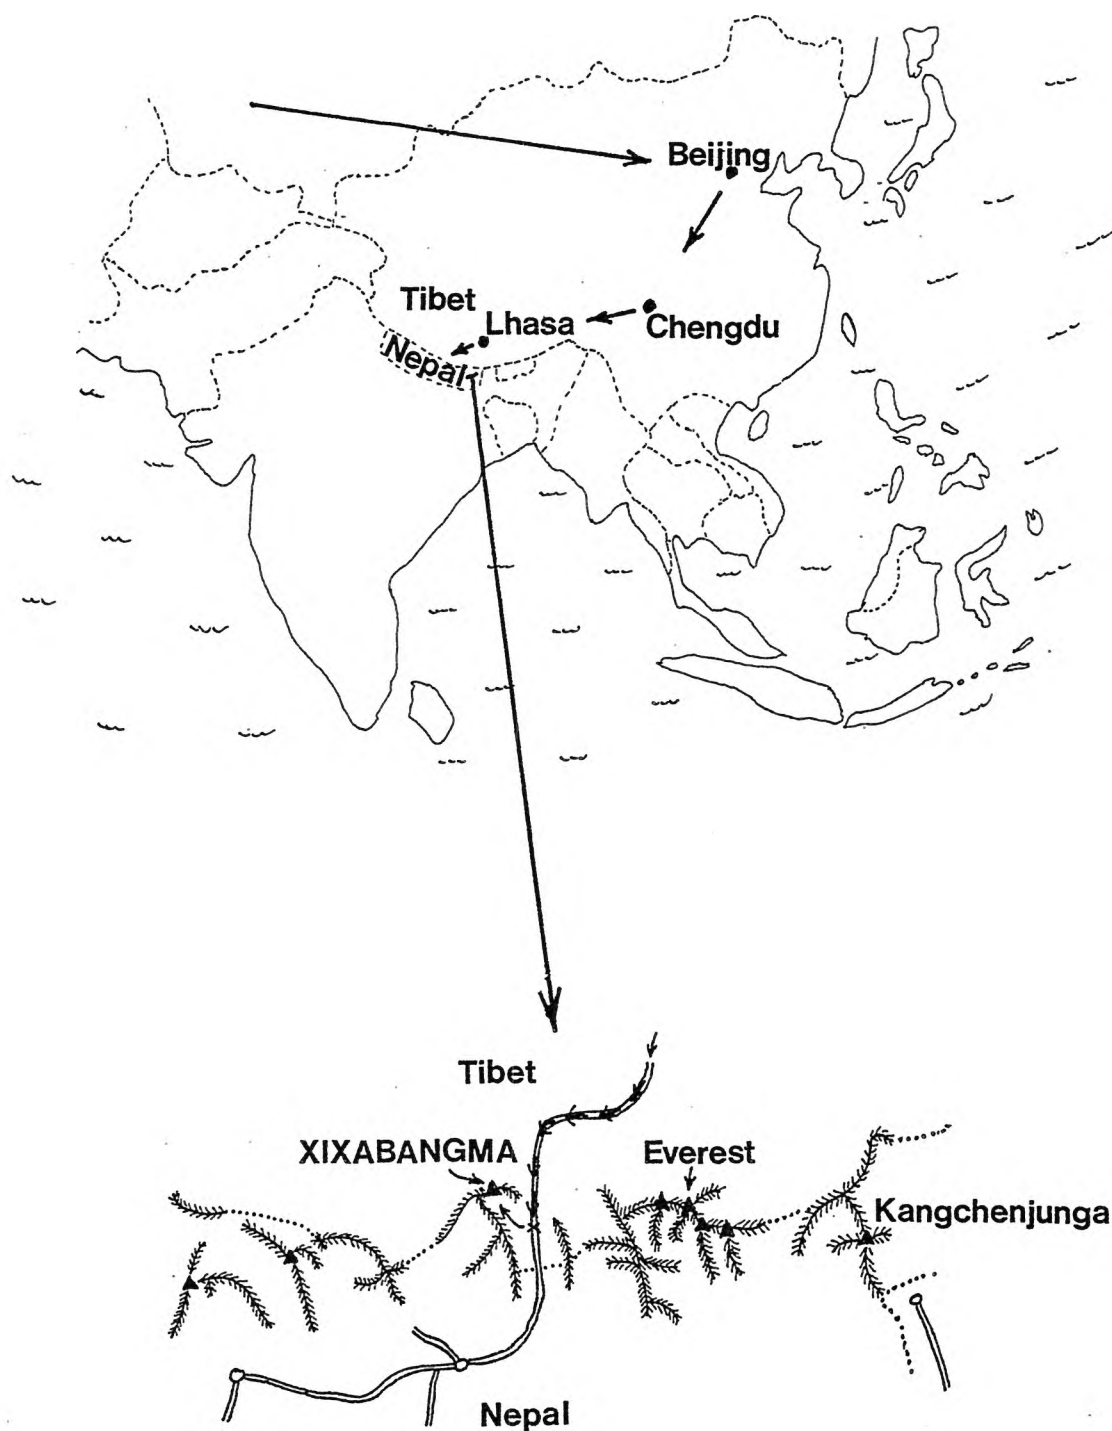 Beijing
Tibet
Lhasa
Chengdu
Nepal
Tibet
XIXABANGMA
Everest
Kangchenjunga
Nepal